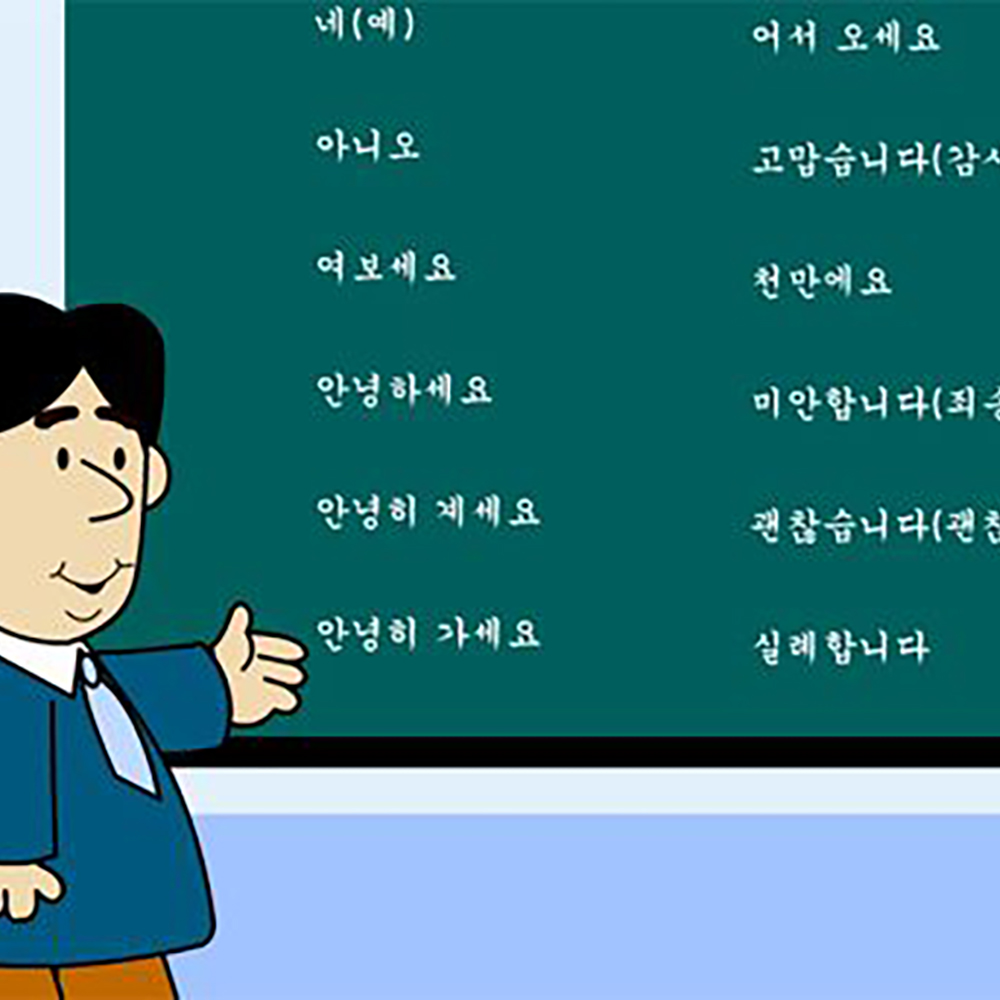 네(예)
아니오
여보세요
안녕하세요
안녕히 계세요
안녕히 가세요
어서 오세요
고맙습니다(감
천만에요
미안합니다(죄
괜찮습니다(괜
실례합니다